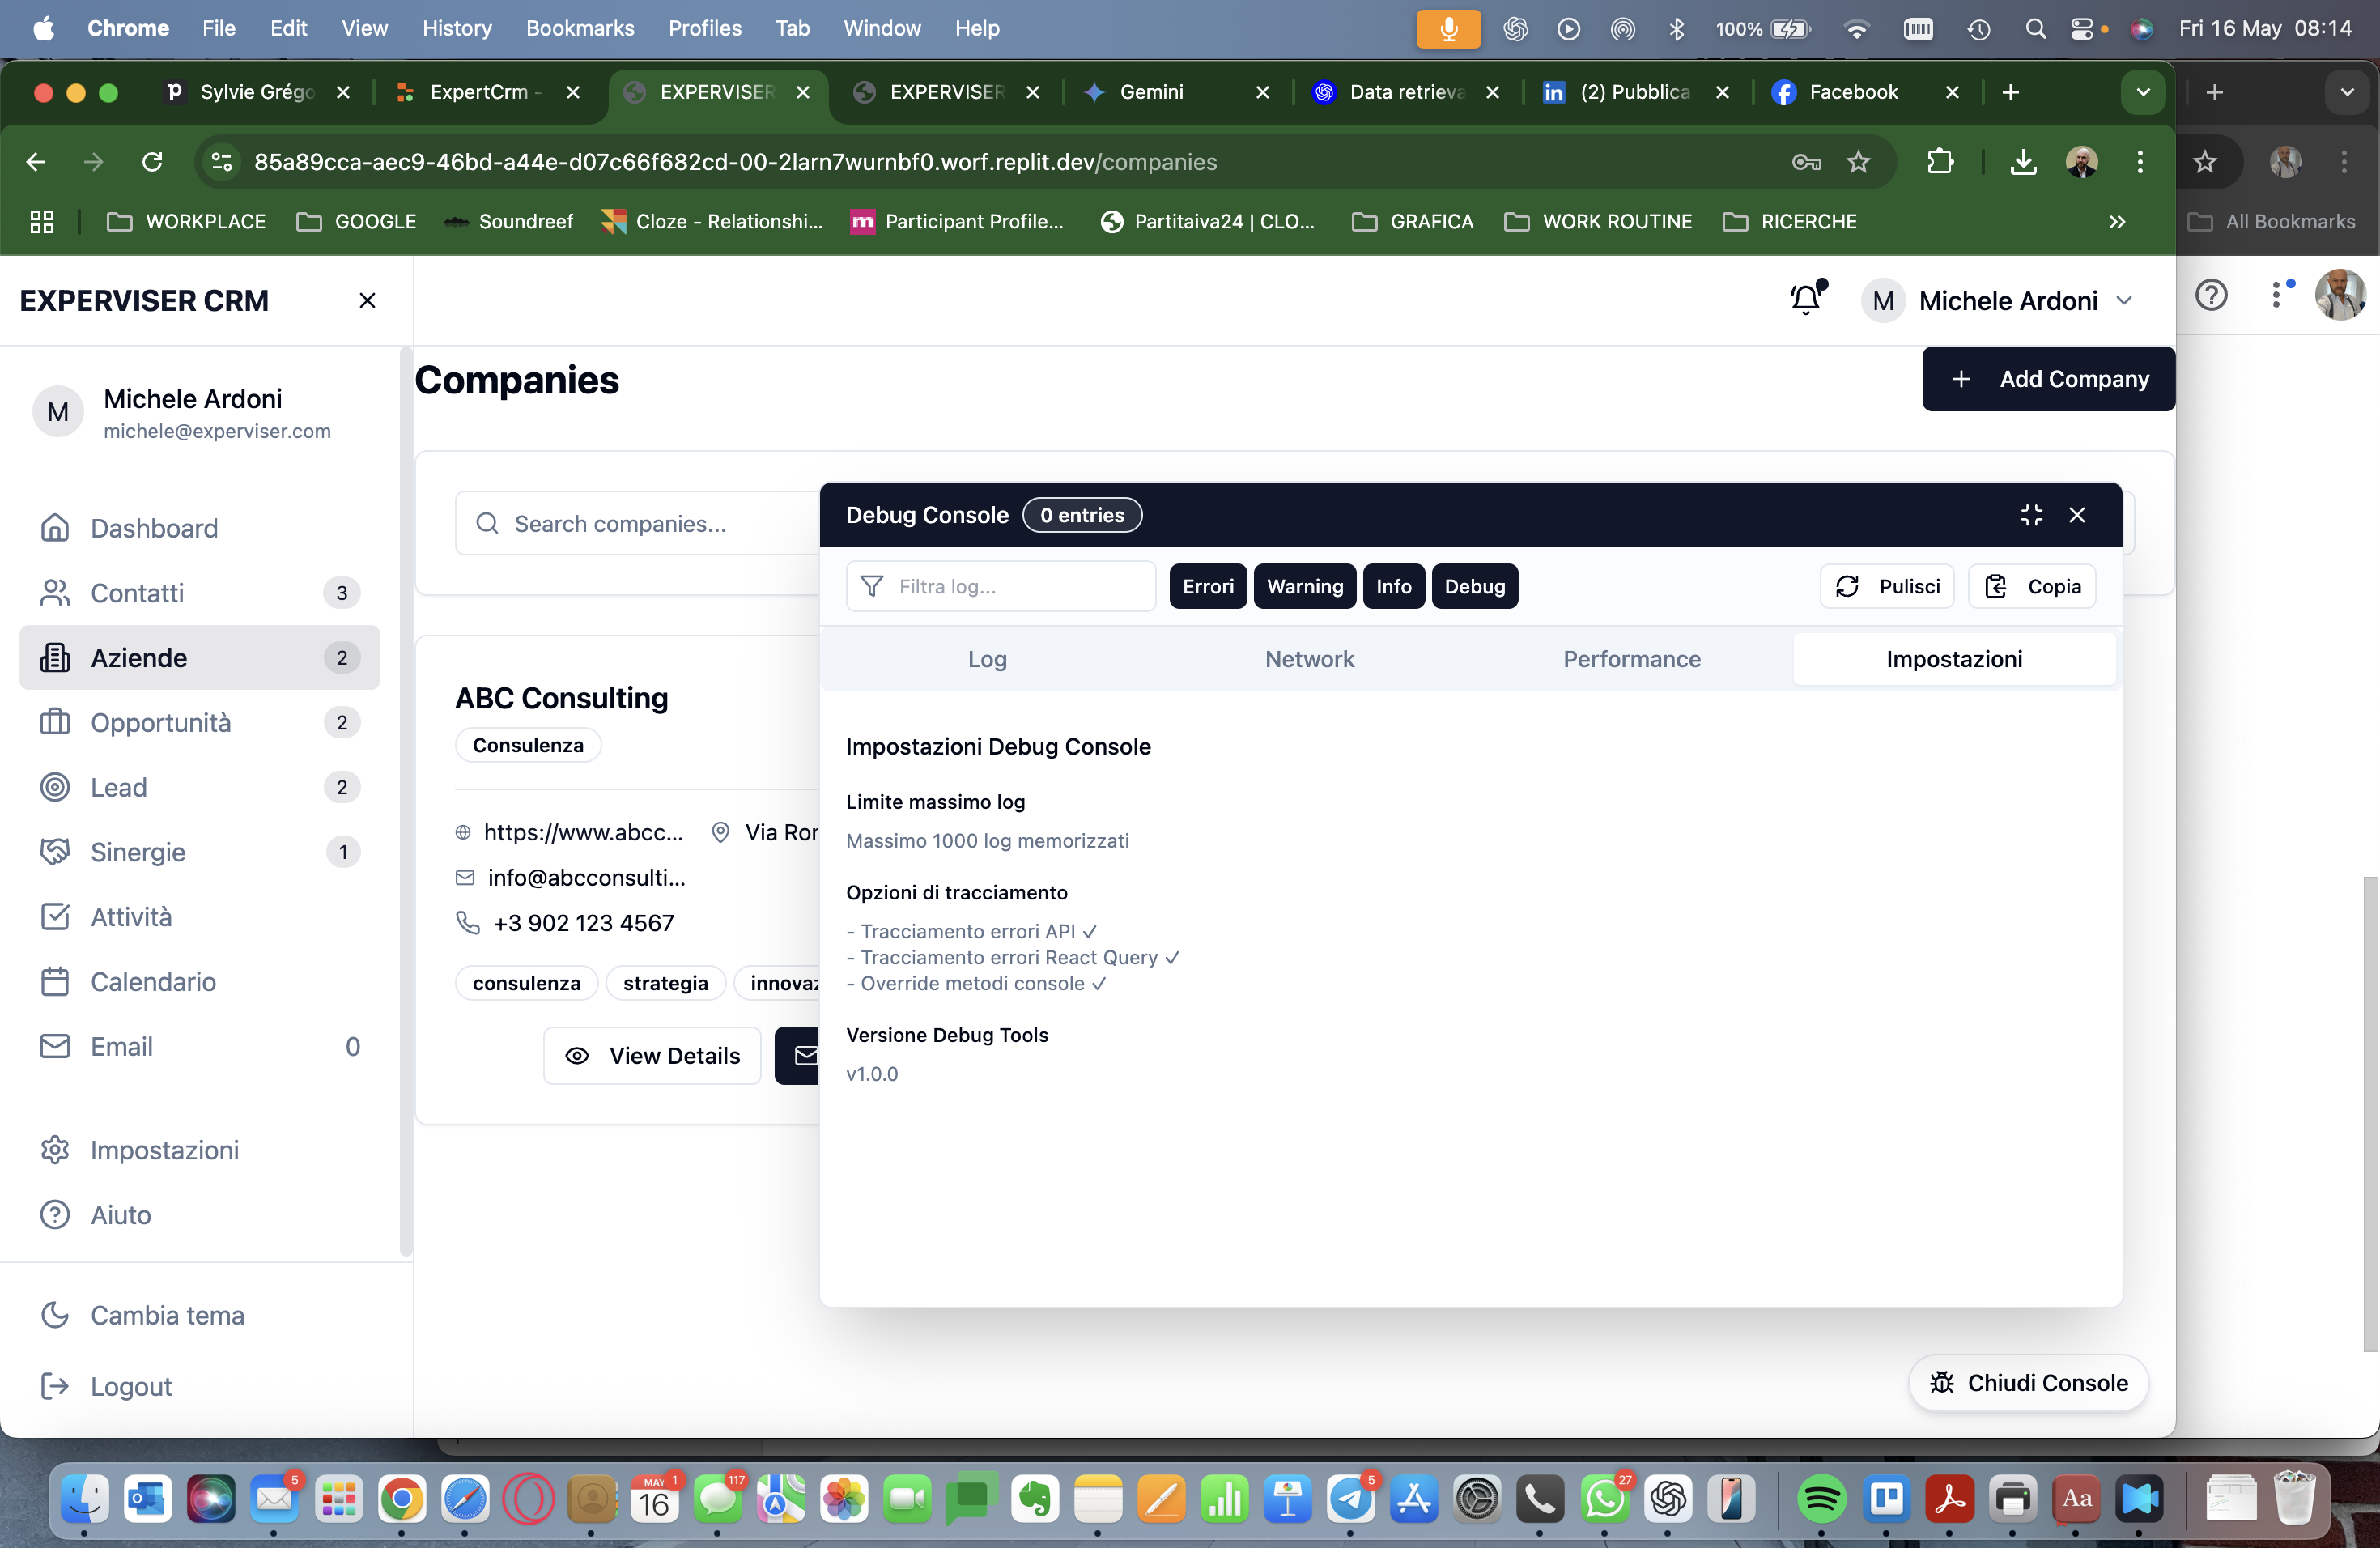 Chrome File Edit View History Bookmarks Profiles Tab Window Help 100% Fri 16 May 08:14
Sylvie Grégo ExpertCrm - EXPERVISER EXPERVISER Gemini Data retrieva (2) Pubblica Facebook
85a89cca-aec9-46bd-a44e-d07c66f682cd-00-2larn7wurnbf0.worf.replit.dev/companies
WORKPLACE GOOGLE Soundreef Cloze - Relationshi... Participant Profile... Partitaiva24 | CLO... GRAFICA WORK ROUTINE RICERCHE All Bookmarks
EXPERVISER CRM
M Michele Ardoni
M
Michele Ardoni
michele@experviser.com
Dashboard
Contatti 3
Aziende 2
Opportunità 2
Lead 2
Sinergie 1
Attività
Calendario
Email 0
Impostazioni
Aiuto
Cambia tema
Logout
Companies
Add Company
Search companies...
ABC Consulting
Consulenza
https://www.abcc... Via Ror
info@abcconsulti...
+3 902 123 4567
consulenza strategia innovaz
View Details
Debug Console 0 entries
Filtra log... Errori Warning Info Debug Pulisci Copia
Log Network Performance Impostazioni
Impostazioni Debug Console
Limite massimo log
Massimo 1000 log memorizzati
Opzioni di tracciamento
- Tracciamento errori API ✓
- Tracciamento errori React Query ✓
- Override metodi console ✓
Versione Debug Tools
v1.0.0
Chiudi Console
5 MAY 1 117 5 27
16 Aa